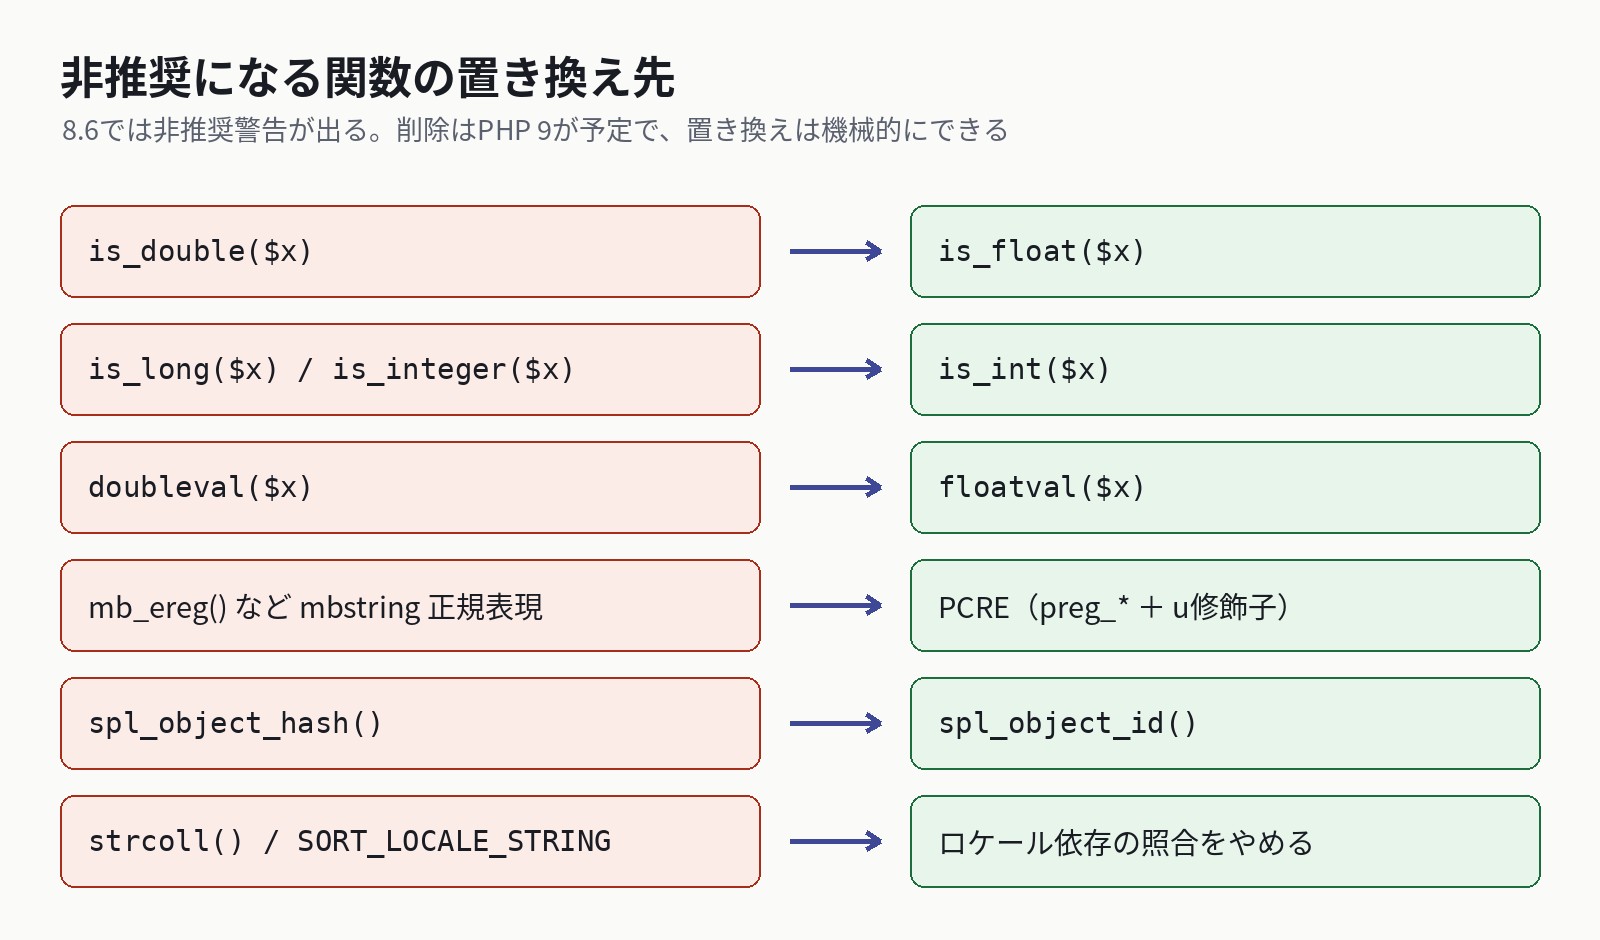 非推奨になる関数の置き換え先
8.6では非推奨警告が出る。削除はPHP 9が予定で、置き換えは機械的にできる
is_double($x)
is_float($x)
is_long($x) / is_integer($x)
is_int($x)
doubleval($x)
floatval($x)
mb_ereg() など mbstring 正規表現
PCRE（preg_* ＋ u修飾子）
spl_object_hash()
spl_object_id()
strcoll() / SORT_LOCALE_STRING
ロケール依存の照合をやめる